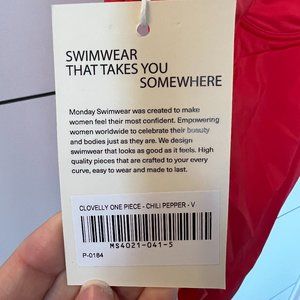 SWIMWEAR
THAT TAKES YOU
SOMEWHERE
Monday Swimwear was created to make
women feel their most confident. Empowering
women worldwide to celebrate their beauty
and bodies just as they are. We design
swimwear that looks as good as it feels. High
quality pieces that are crafted to your every
curve, easy to wear and made to last.
CLOVELLY ONE PIECE - CHILI PEPPER - V
MS4021-041-S
P-0184